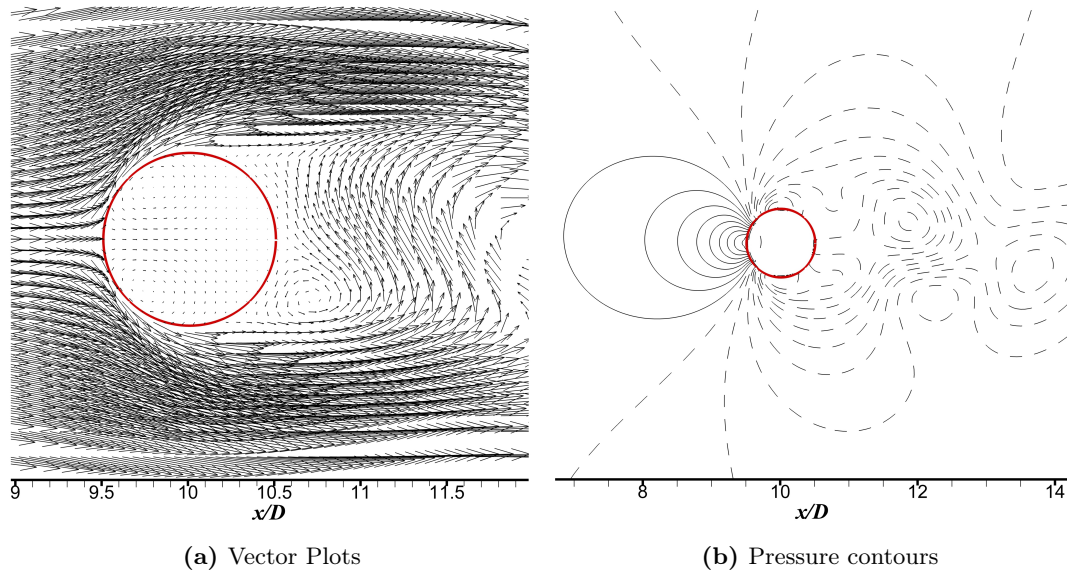 9 9.5 10 10.5 11 11.5
x/D
8 10 12 14
x/D
(a) Vector Plots
(b) Pressure contours